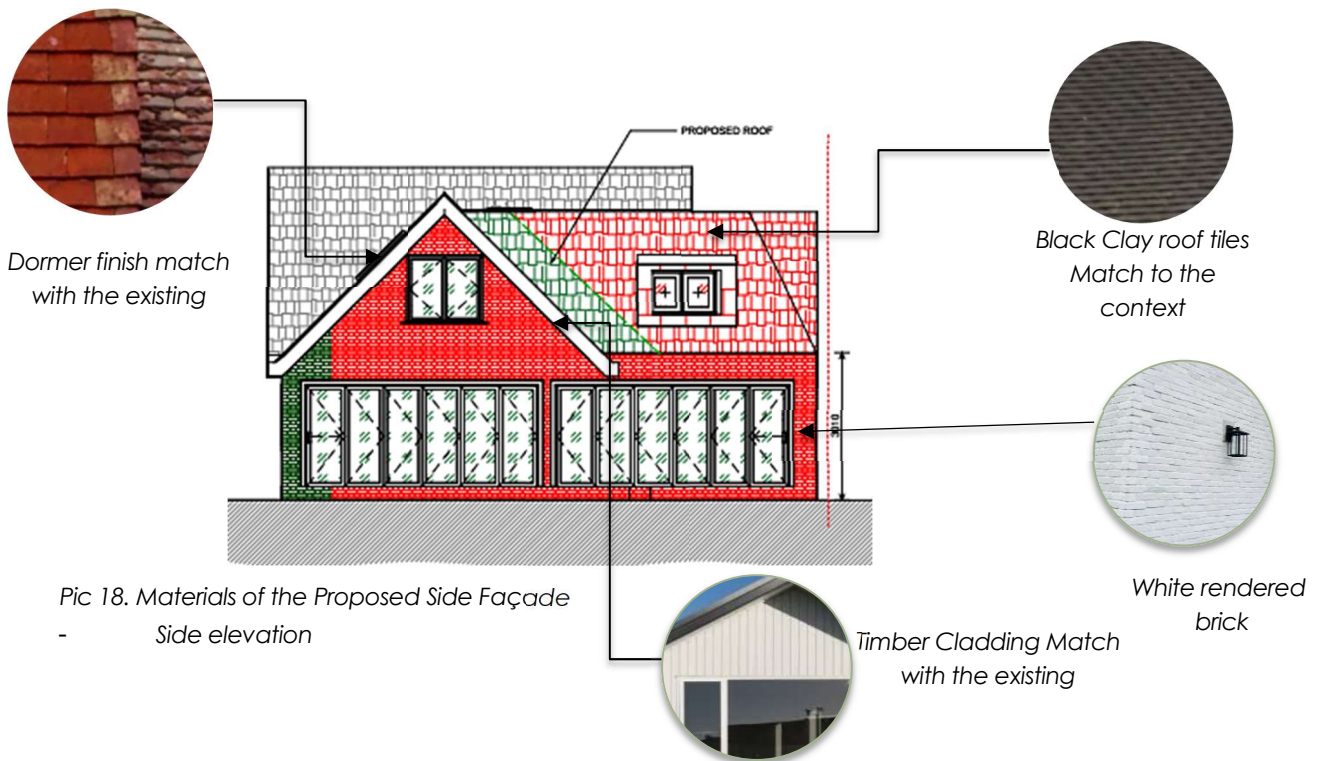 PROPOSED ROOF
Dormer finish match
with the existing
Black Clay roof tiles
Match to the
context
3010
White rendered
brick
Pic 18. Materials of the Proposed Side Façade
- Side elevation
Timber Cladding Match
with the existing